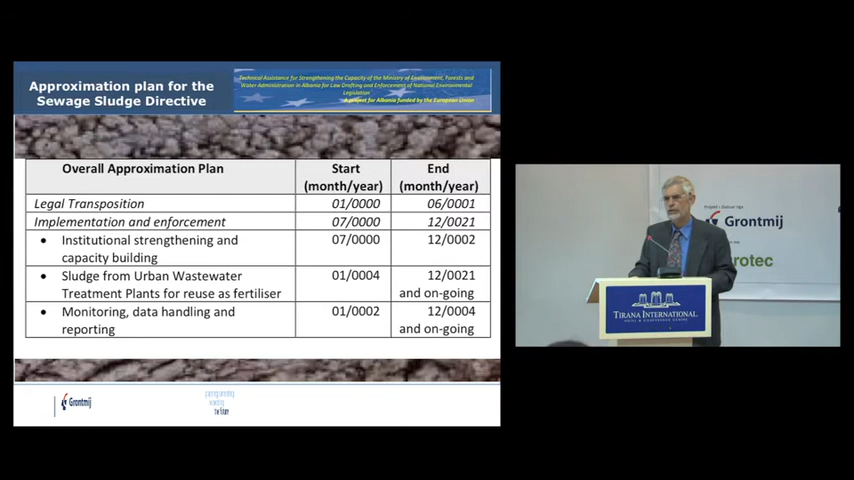 Approximation plan for the
Sewage Sludge Directive
Technical Assistance for Strengthening the Capacity of the Ministry of Environment, Forests and
Water Administration in Albania for Law Drafting and Enforcement of National Environmental
Legislation
A project for Albania funded by the European Union
Overall Approximation Plan Start End
(month/year) (month/year)
Legal Transposition 01/0000 06/0001
Implementation and enforcement 07/0000 12/0021
• Institutional strengthening and 07/0000 12/0002
capacity building
• Sludge from Urban Wastewater 01/0004 12/0021
Treatment Plants for reuse as fertiliser and on-going
• Monitoring, data handling and 01/0002 12/0004
reporting and on-going
Grontmij
the future
Grontmij
rotec
TIRANA INTERNATIONAL
HOTEL & CONFERENCE CENTRE